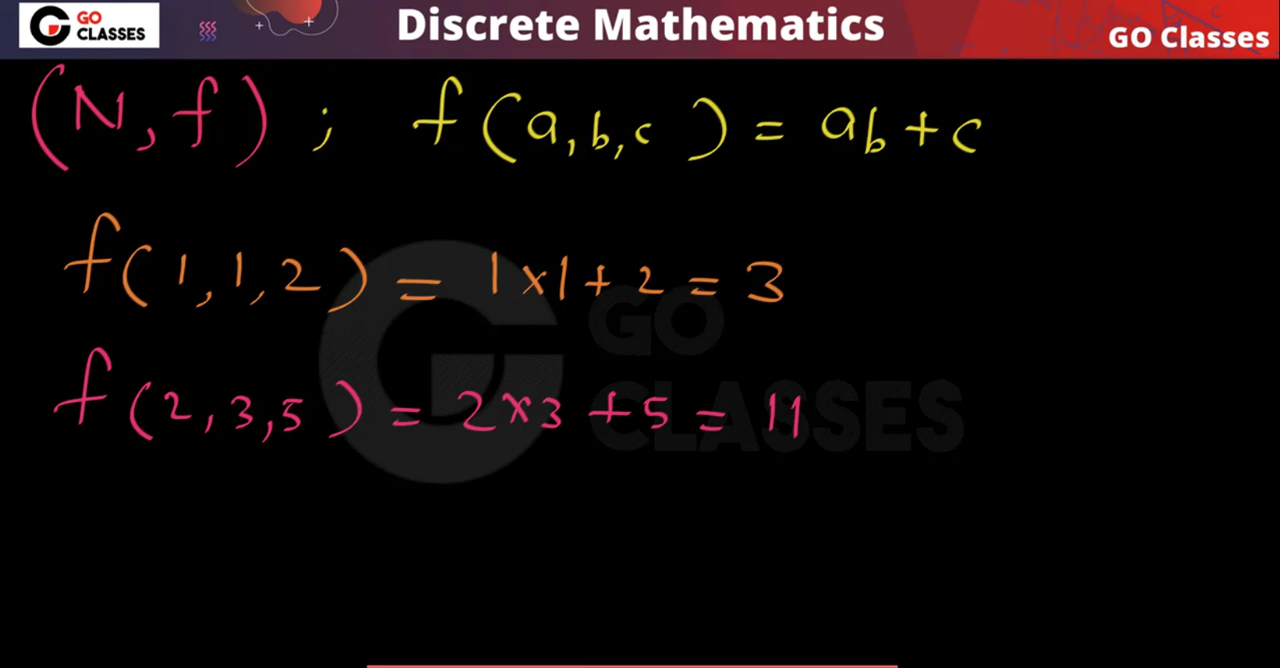 GO
CLASSES
Discrete Mathematics
GO Classes
(N, f) ; f(a, b, c) = ab + c
f(1, 1, 2) = 1 x 1 + 2 = 3
f(2, 3, 5) = 2 x 3 + 5 = 11
GO
CLASSES